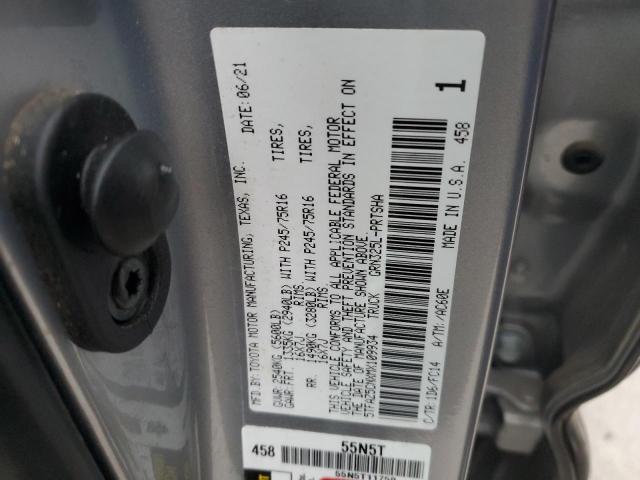 MFD. BY: TOYOTA MOTOR MANUFACTURING, TEXAS, INC. DATE: 06/21
GVWR: 2540KG (5600LB)
GAWR: FRT. 1335KG (2940LB) WITH P245/75R16 TIRES,
16X7J RIMS,
RR. 1490KG (3280LB) WITH P245/75R16 TIRES,
16X7J RIMS
THIS VEHICLE CONFORMS TO ALL APPLICABLE FEDERAL MOTOR
VEHICLE SAFETY AND THEFT PREVENTION STANDARDS IN EFFECT ON
THE DATE OF MANUFACTURE SHOWN ABOVE.
TRUCK GRN325L-PRTSHA
C/TR: 1D6/FC14 A/TM: /AC60E MADE IN U.S.A. 458
1
458 55N5T